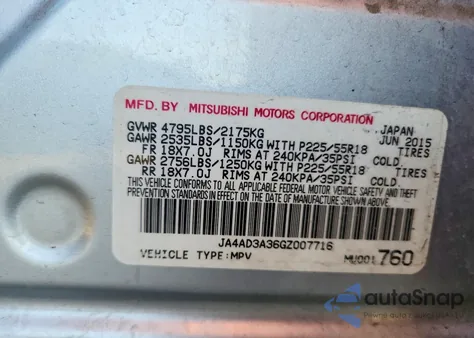 MFD. BY MITSUBISHI MOTORS CORPORATION
GVWR 4795LBS/2175KG JAPAN
GAWR 2535LBS/1150KG WITH P225/55R18 JUN 2015
FR 18X7.0J RIMS AT 240KPA/35PSI COLD. TIRES
GAWR 2756LBS/1250KG WITH P225/55R18 TIRES
RR 18X7.0J RIMS AT 240KPA/35PSI COLD.
THIS VEHICLE CONFORMS TO ALL APPLICABLE FEDERAL MOTOR VEHICLE SAFETY AND THEFT
PREVENTION STANDARDS IN EFFECT ON THE DATE OF MANUFACTURE SHOWN ABOVE.
JA4AD3A36GZ007716
VEHICLE TYPE:MPV MU001760
autoSnap